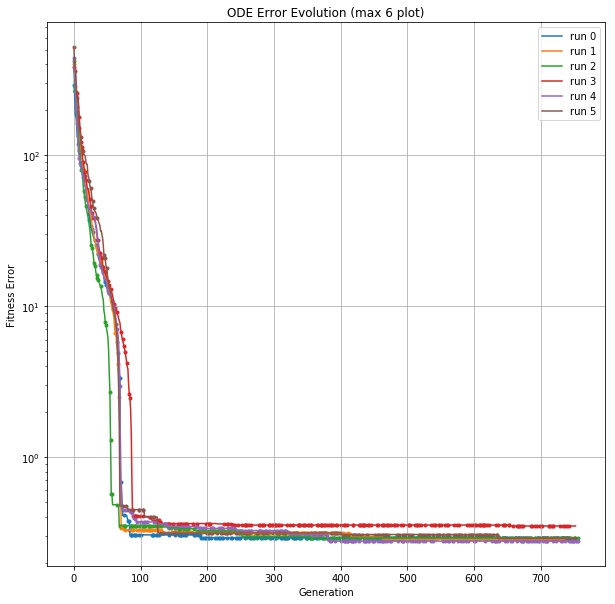 ODE Error Evolution (max 6 plot)
run 0
run 1
run 2
run 3
run 4
run 5
10²
10¹
10⁰
Fitness Error
0 100 200 300 400 500 600 700
Generation